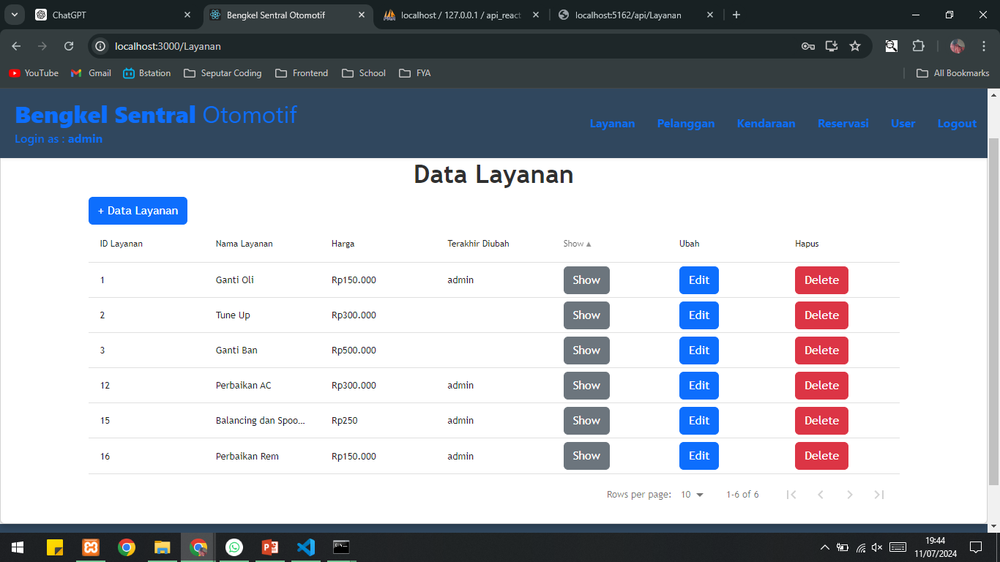 ChatGPT
Bengkel Sentral Otomotif
localhost / 127.0.0.1 / api_react
localhost:5162/api/Layanan
localhost:3000/Layanan
YouTube Gmail Bstation Seputar Coding Frontend School FYA All Bookmarks
Bengkel Sentral Otomotif
Login as : admin
Layanan Pelanggan Kendaraan Reservasi User Logout
Data Layanan
+ Data Layanan
ID Layanan Nama Layanan Harga Terakhir Diubah Show ▲ Ubah Hapus
1 Ganti Oli Rp150.000 admin Show Edit Delete
2 Tune Up Rp300.000 Show Edit Delete
3 Ganti Ban Rp500.000 Show Edit Delete
12 Perbaikan AC Rp300.000 admin Show Edit Delete
15 Balancing dan Spoo... Rp250 admin Show Edit Delete
16 Perbaikan Rem Rp150.000 admin Show Edit Delete
Rows per page: 10 1-6 of 6
19:44
11/07/2024